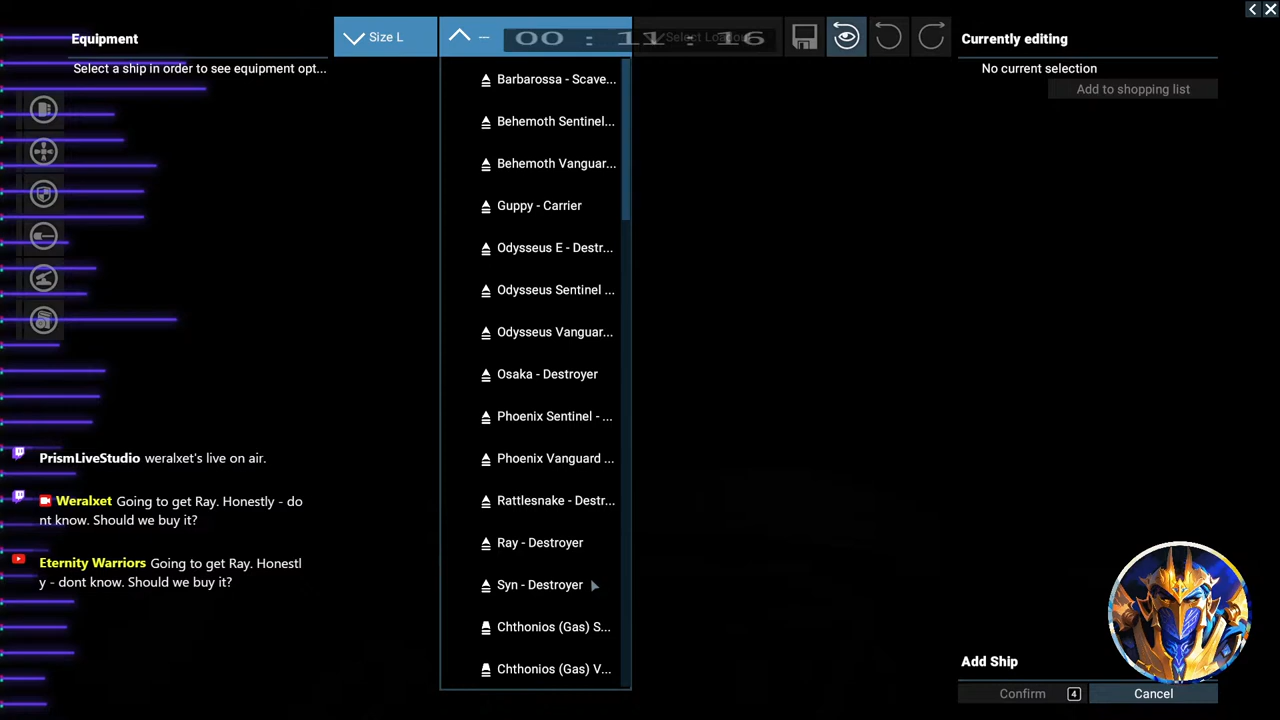 Equipment
Select a ship in order to see equipment opt...
Size L
—
00 : 11 : 16
Select Loadout
Currently editing
No current selection
Add to shopping list
Barbarossa - Scave...
Behemoth Sentinel...
Behemoth Vanguar...
Guppy - Carrier
Odysseus E - Destr...
Odysseus Sentinel ...
Odysseus Vanguar...
Osaka - Destroyer
Phoenix Sentinel - ...
Phoenix Vanguard ...
Rattlesnake - Destr...
Ray - Destroyer
Syn - Destroyer
Chthonios (Gas) S...
Chthonios (Gas) V...
PrismLiveStudio weralxet's live on air.
Weralxet Going to get Ray. Honestly - do
nt know. Should we buy it?
Eternity Warriors Going to get Ray. Honestl
y - dont know. Should we buy it?
Add Ship
Confirm 4
Cancel